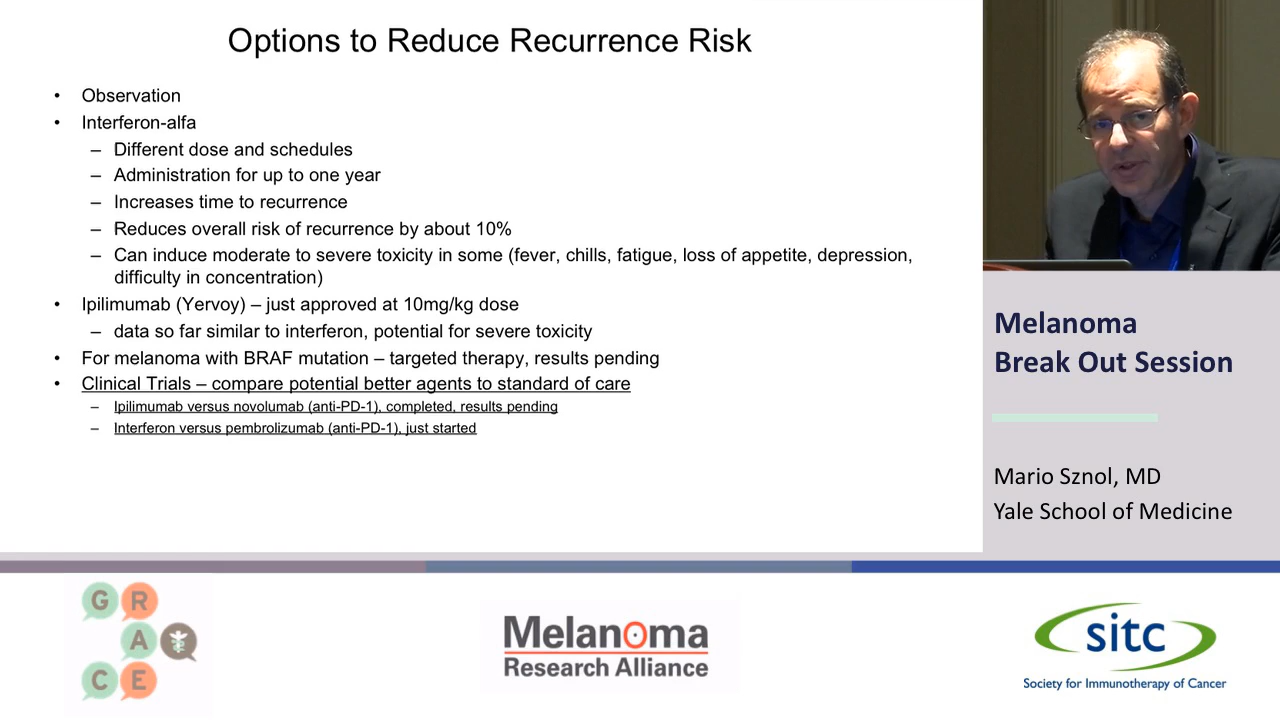 Options to Reduce Recurrence Risk
• Observation
• Interferon-alfa
– Different dose and schedules
– Administration for up to one year
– Increases time to recurrence
– Reduces overall risk of recurrence by about 10%
– Can induce moderate to severe toxicity in some (fever, chills, fatigue, loss of appetite, depression,
difficulty in concentration)
• Ipilimumab (Yervoy) – just approved at 10mg/kg dose
– data so far similar to interferon, potential for severe toxicity
• For melanoma with BRAF mutation – targeted therapy, results pending
• Clinical Trials – compare potential better agents to standard of care
– Ipilimumab versus novolumab (anti-PD-1), completed, results pending
– Interferon versus pembrolizumab (anti-PD-1), just started
Melanoma
Break Out Session
Mario Sznol, MD
Yale School of Medicine
G R
A
C E
Melanoma
Research Alliance
sitc
Society for Immunotherapy of Cancer